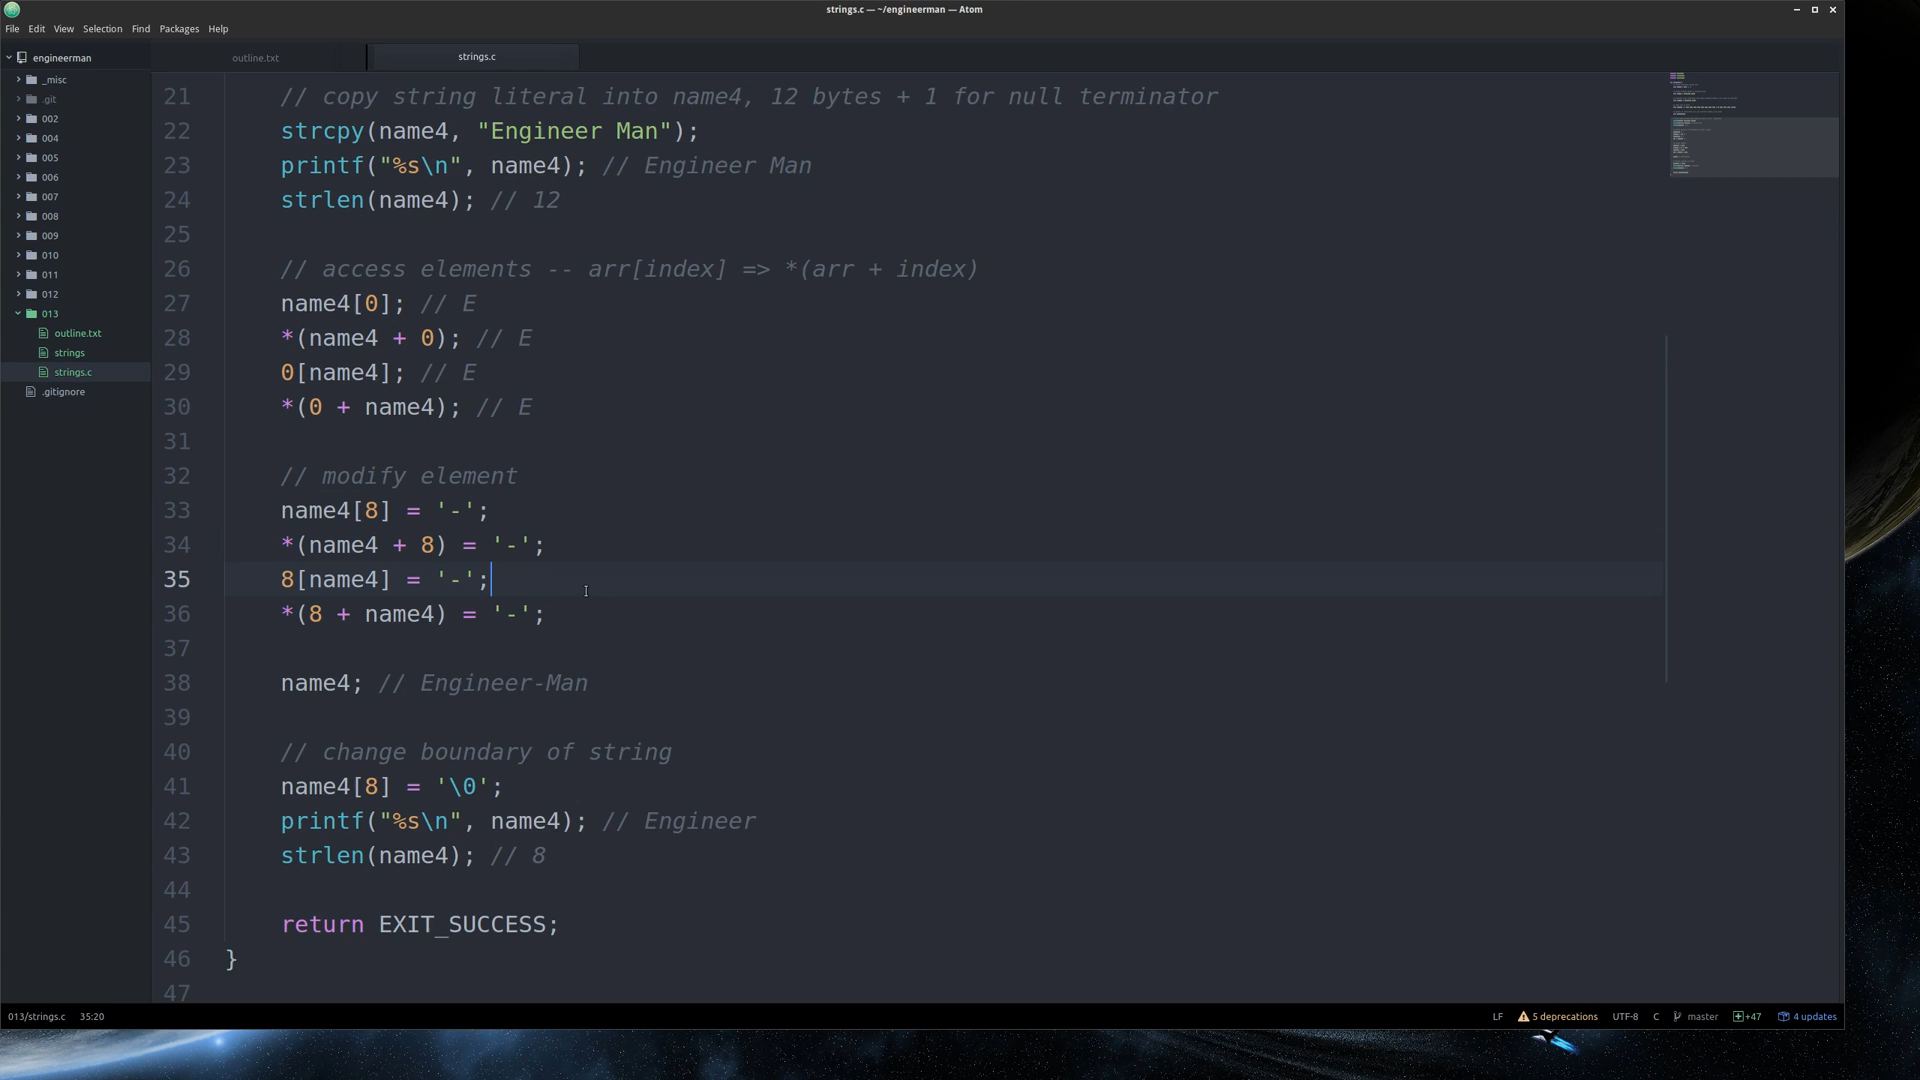 strings.c — ~/engineerman — Atom
File Edit View Selection Find Packages Help
engineerman
_misc
.git
002
004
005
006
007
008
009
010
011
012
013
outline.txt
strings
strings.c
.gitignore
outline.txt strings.c
21 // copy string literal into name4, 12 bytes + 1 for null terminator
22 strcpy(name4, "Engineer Man");
23 printf("%s\n", name4); // Engineer Man
24 strlen(name4); // 12
25
26 // access elements -- arr[index] => *(arr + index)
27 name4[0]; // E
28 *(name4 + 0); // E
29 0[name4]; // E
30 *(0 + name4); // E
31
32 // modify element
33 name4[8] = '-';
34 *(name4 + 8) = '-';
35 8[name4] = '-';
36 *(8 + name4) = '-';
37
38 name4; // Engineer-Man
39
40 // change boundary of string
41 name4[8] = '\0';
42 printf("%s\n", name4); // Engineer
43 strlen(name4); // 8
44
45 return EXIT_SUCCESS;
46 }
47
013/strings.c 35:20 LF 5 deprecations UTF-8 C master +47 4 updates